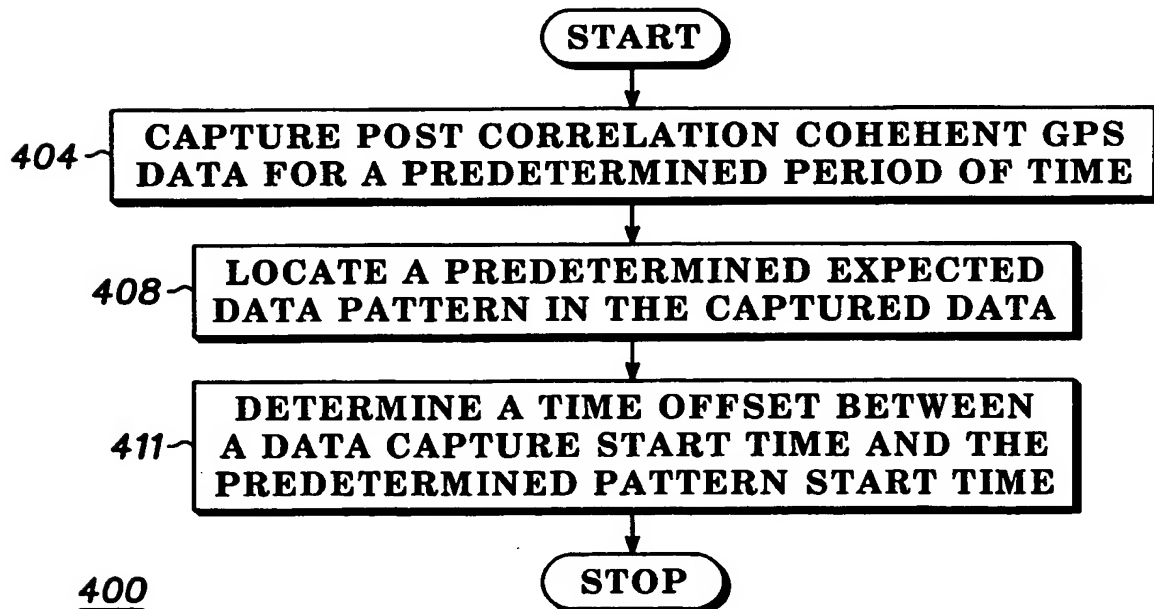 START
404
CAPTURE POST CORRELATION COHEHENT GPS
DATA FOR A PREDETERMINED PERIOD OF TIME
408
LOCATE A PREDETERMINED EXPECTED
DATA PATTERN IN THE CAPTURED DATA
411
DETERMINE A TIME OFFSET BETWEEN
A DATA CAPTURE START TIME AND THE
PREDETERMINED PATTERN START TIME
STOP
400